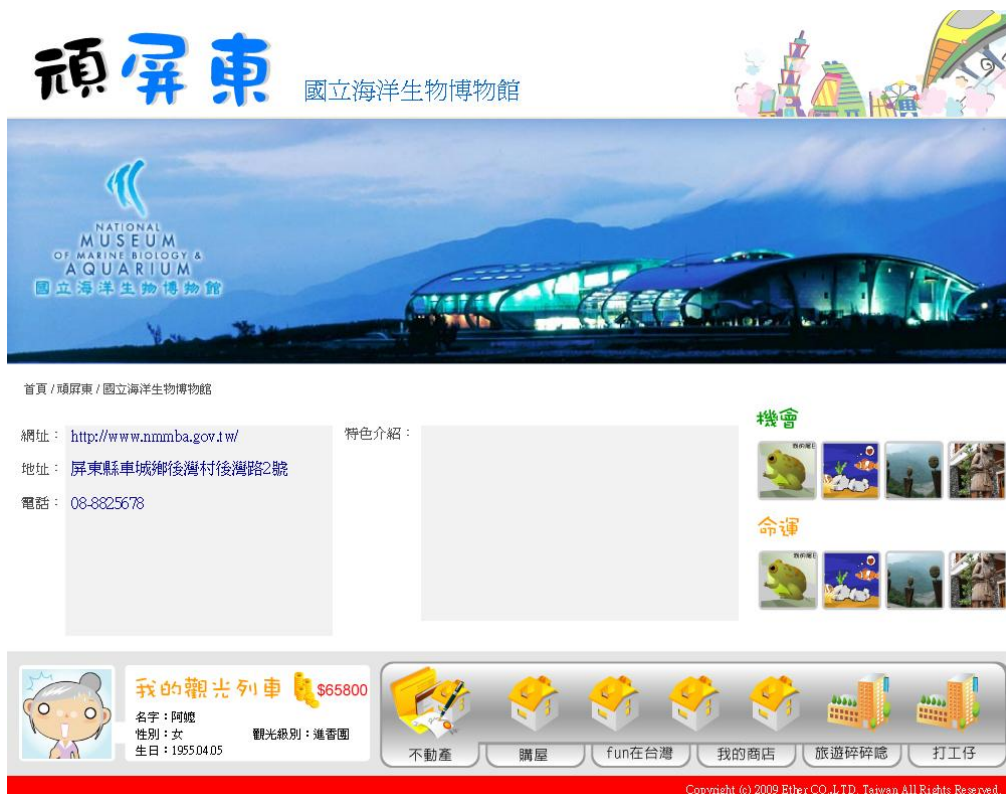 頑屏東
國立海洋生物博物館
NATIONAL
MUSEUM
OF MARINE BIOLOGY &
AQUARIUM
國立海洋生物博物館
首頁 / 頑屏東 / 國立海洋生物博物館
網址： http://www.nmmba.gov.tw/
地址： 屏東縣車城鄉後灣村後灣路2號
電話： 08-8825678
特色介紹：
機會
命運
我的觀光列車 $65800
名字：阿嬤
性別：女 觀光級別：進香團
生日：1955.04.05
不動產 購屋 fun在台灣 我的商店 旅遊碎碎唸 打工仔
Copyright (c) 2009 Ether CO.,LTD. Taiwan All Rights Reserved.